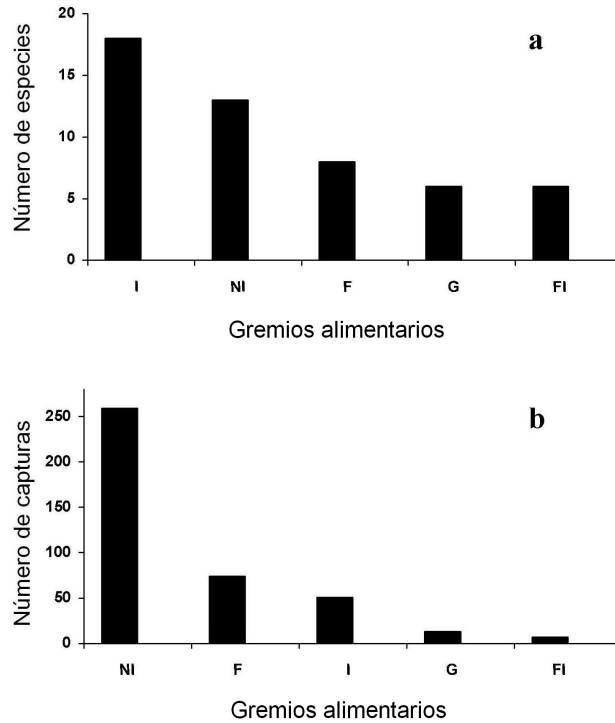 a
Número de especies
20
15
10
5
0
I NI F G FI
Gremios alimentarios
b
Número de capturas
250
200
150
100
50
0
NI F I G FI
Gremios alimentarios